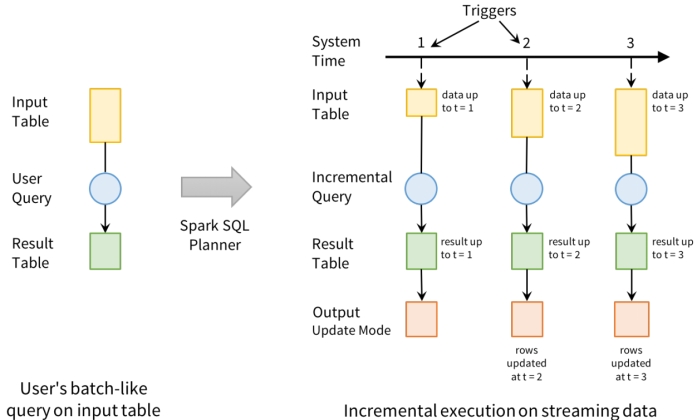 Triggers
System
Time
1
2
3
Input
Table
User
Query
Result
Table
Spark SQL
Planner
User's batch-like
query on input table
Input
Table
data up
to t = 1
data up
to t = 2
data up
to t = 3
Incremental
Query
Result
Table
result up
to t = 1
result up
to t = 2
result up
to t = 3
Output
Update Mode
rows
updated
at t = 2
rows
updated
at t = 3
Incremental execution on streaming data